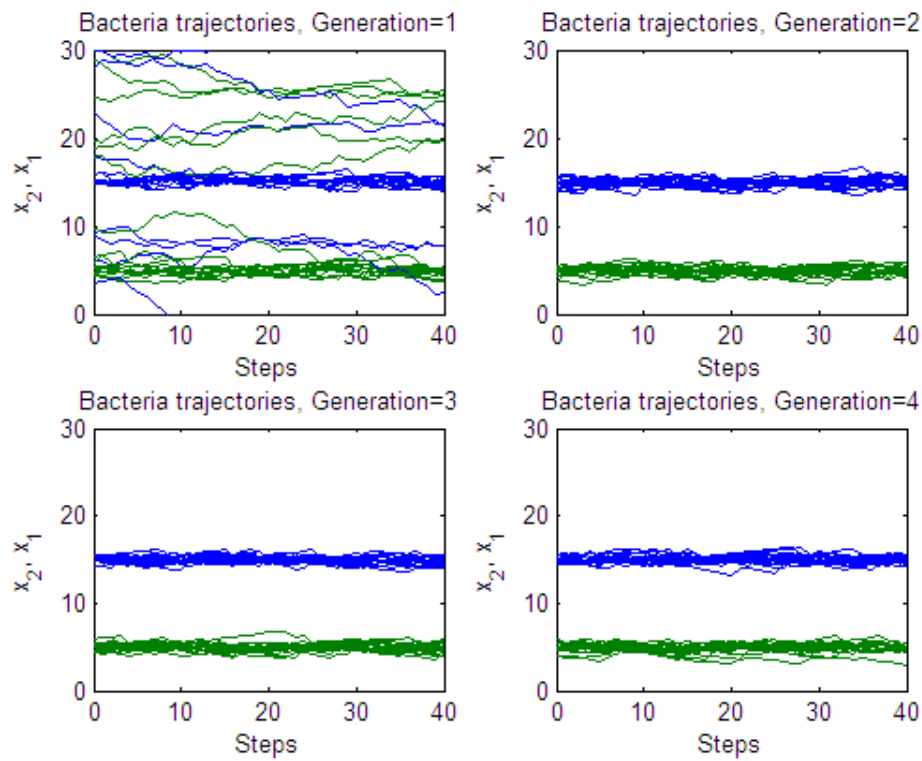 Bacteria trajectories, Generation=1
30
20
10
0
x2, x1
0 10 20 30 40
Steps
Bacteria trajectories, Generation=2
30
20
10
0
x2, x1
0 10 20 30 40
Steps
Bacteria trajectories, Generation=3
30
20
10
0
x2, x1
0 10 20 30 40
Steps
Bacteria trajectories, Generation=4
30
20
10
0
x2, x1
0 10 20 30 40
Steps